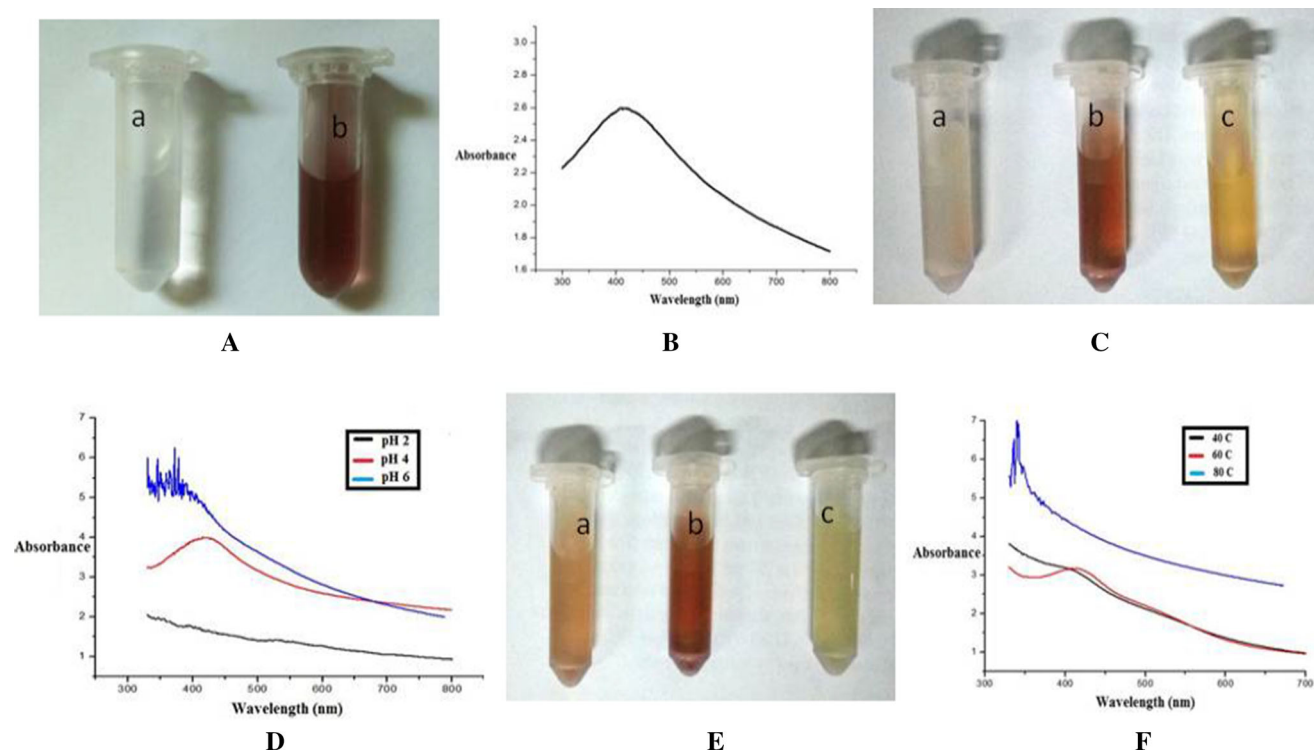 a
b
3.1
3.0
2.8
2.6
2.4
2.2
2.0
1.8
1.6
Absorbance
300
400
500
600
700
800
Wavelength (nm)
a
b
c
A
B
C
7
6
5
4
3
2
1
Absorbance
pH 2
pH 4
pH 6
300
400
500
600
700
800
Wavelength (nm)
a
b
c
7
6
5
4
3
2
1
Absorbance
40 C
60 C
80 C
300
400
500
600
700
Wavelength (nm)
D
E
F